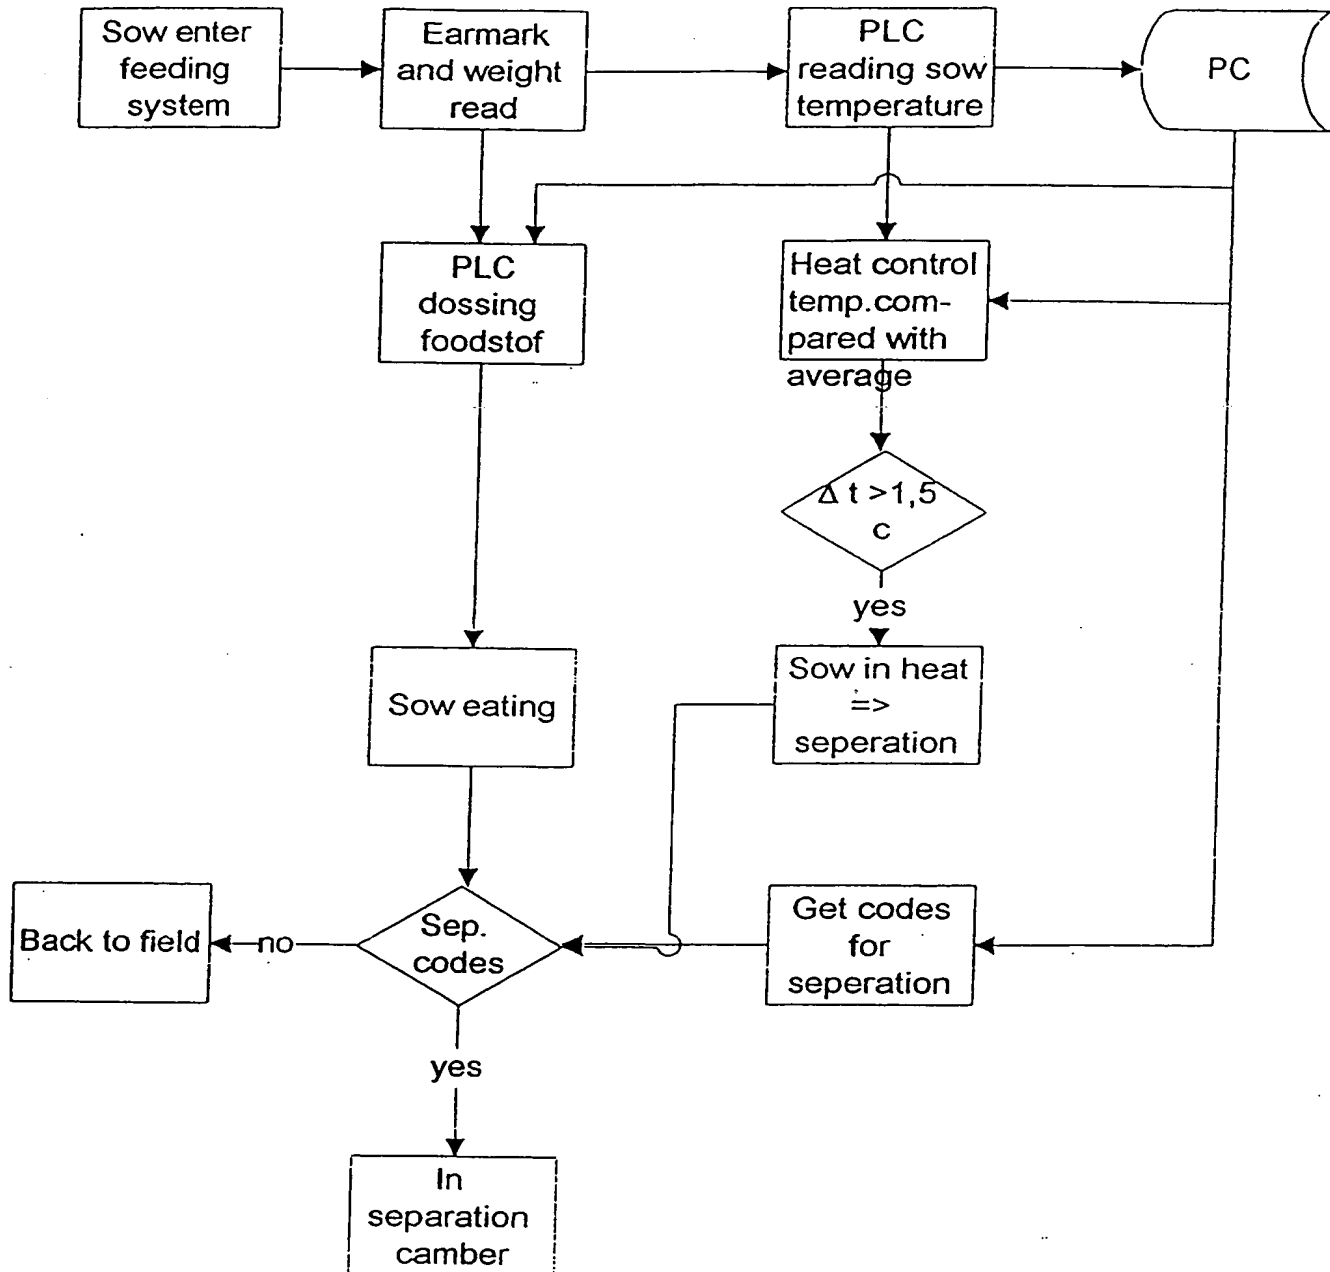 Sow enter
feeding
system
Earmark
and weight
read
PLC
reading sow
temperature
PC
PLC
dossing
foodstof
Heat control
temp.com-
pared with
average
Δ t >1,5
c
yes
Sow eating
Sow in heat
=>
seperation
Back to field
no
Sep.
codes
Get codes
for
seperation
yes
In
separation
camber